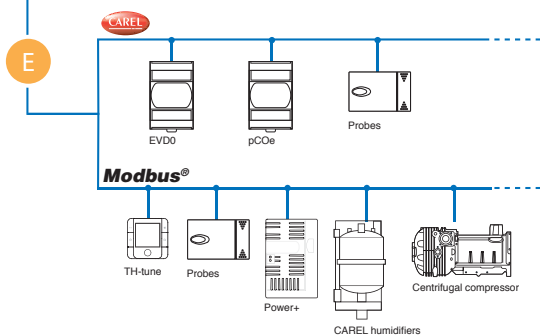 CAREL
E
EVD0
pCOe
Probes
Modbus®
TH-tune
Probes
Power+
CAREL humidifiers
Centrifugal compressor